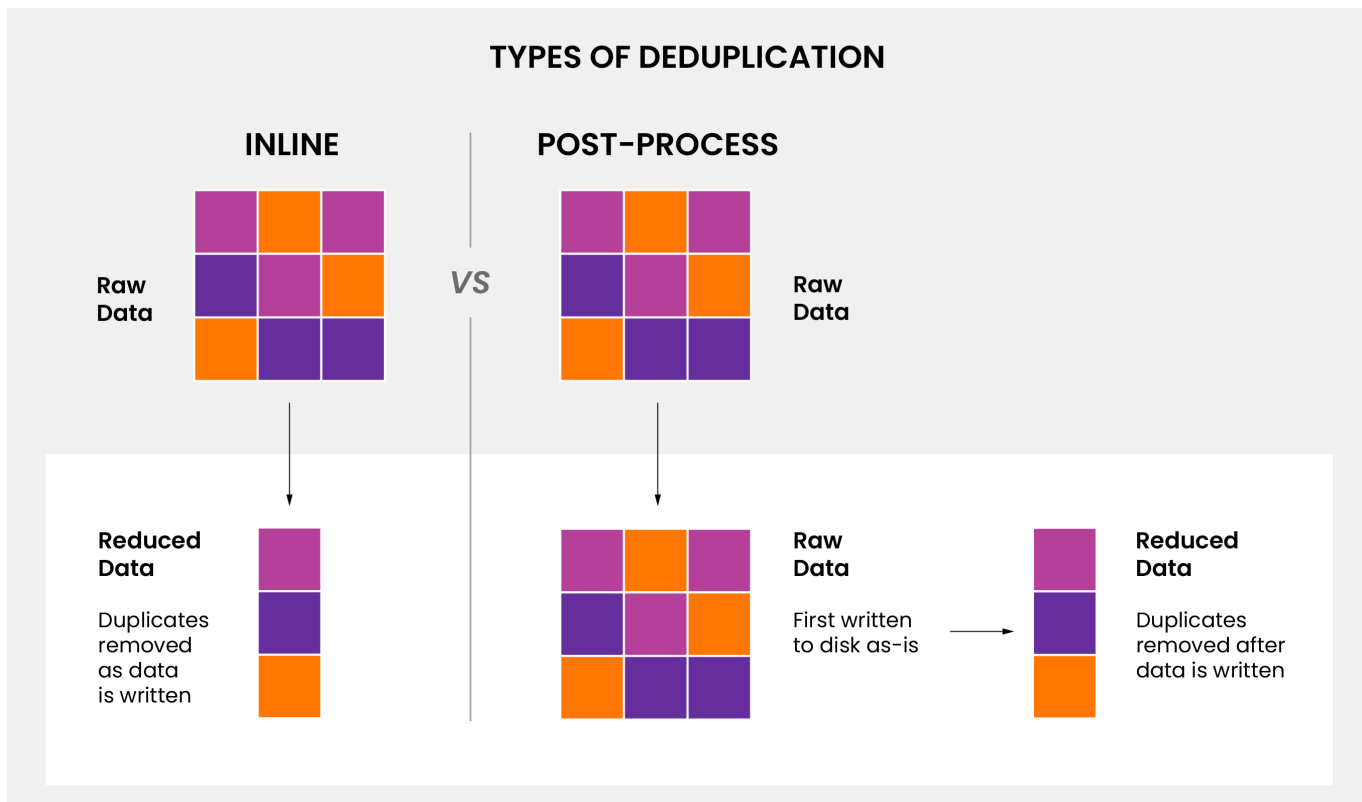 TYPES OF DEDUPLICATION
INLINE
Raw
Data
VS
POST-PROCESS
Raw
Data
Reduced
Data
Duplicates
removed
as data
is written
Raw
Data
First written
to disk as-is
Reduced
Data
Duplicates
removed after
data is written